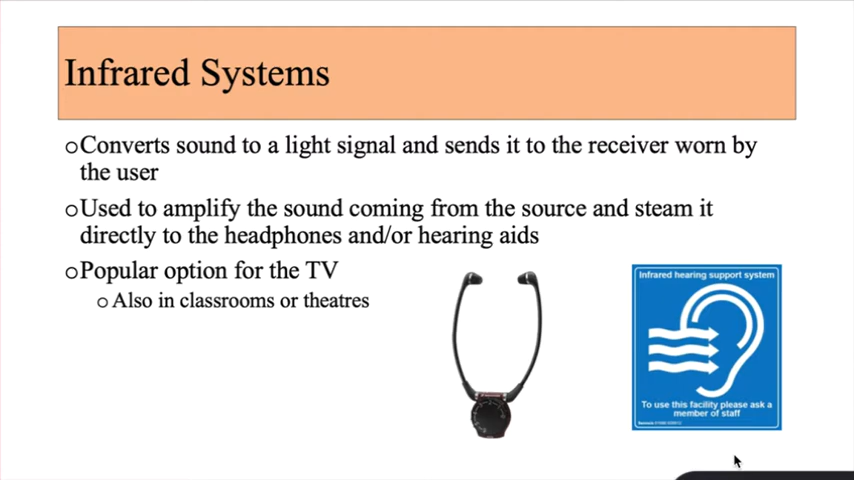 Infrared Systems
Converts sound to a light signal and sends it to the receiver worn by
the user
Used to amplify the sound coming from the source and steam it
directly to the headphones and/or hearing aids
Popular option for the TV
Also in classrooms or theatres
Infrared hearing support system
To use this facility please ask a
member of staff